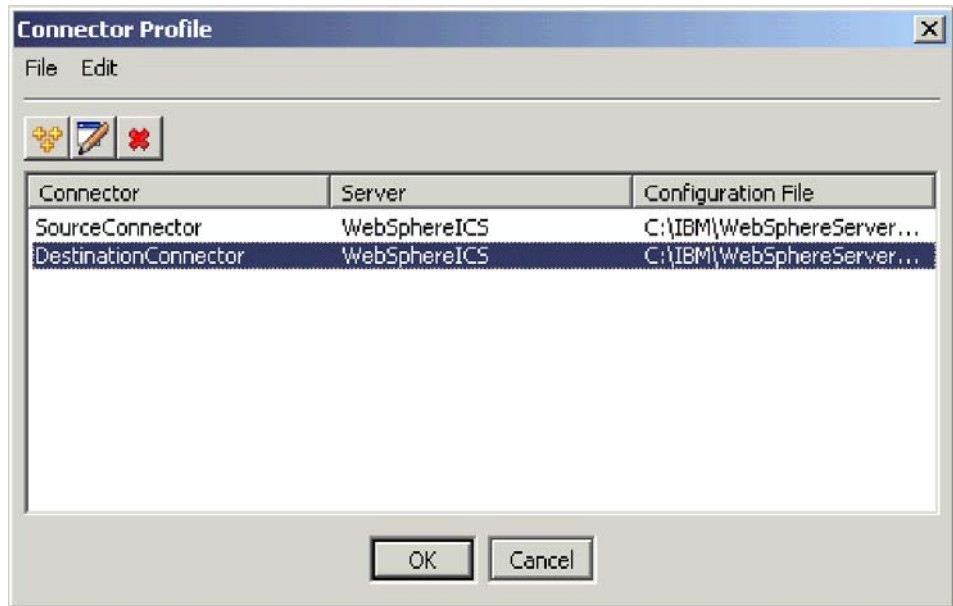 Connector Profile
File Edit
Connector Server Configuration File
SourceConnector WebSphereICS C:\IBM\WebSphereServer...
DestinationConnector WebSphereICS C:\IBM\WebSphereServer...
OK Cancel